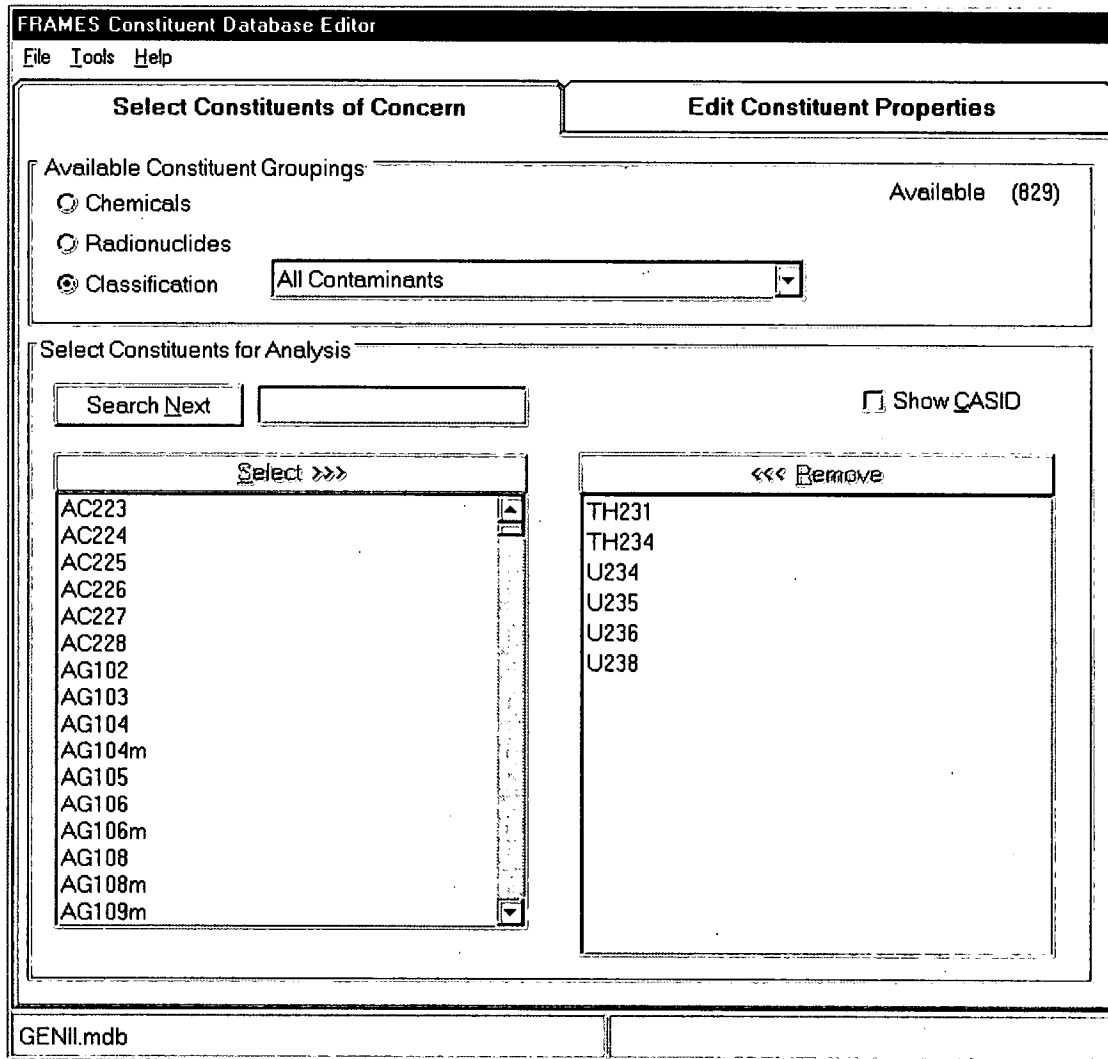 FRAMES Constituent Database Editor
File Tools Help
Select Constituents of Concern
Edit Constituent Properties
Available Constituent Groupings
Available (829)
Chemicals
Radionuclides
Classification
All Contaminants
Select Constituents for Analysis
Search Next
Show CASID
Select >>>
<<< Remove
AC223
AC224
AC225
AC226
AC227
AC228
AG102
AG103
AG104
AG104m
AG105
AG106
AG106m
AG108
AG108m
AG109m
TH231
TH234
U234
U235
U236
U238
GENII.mdb